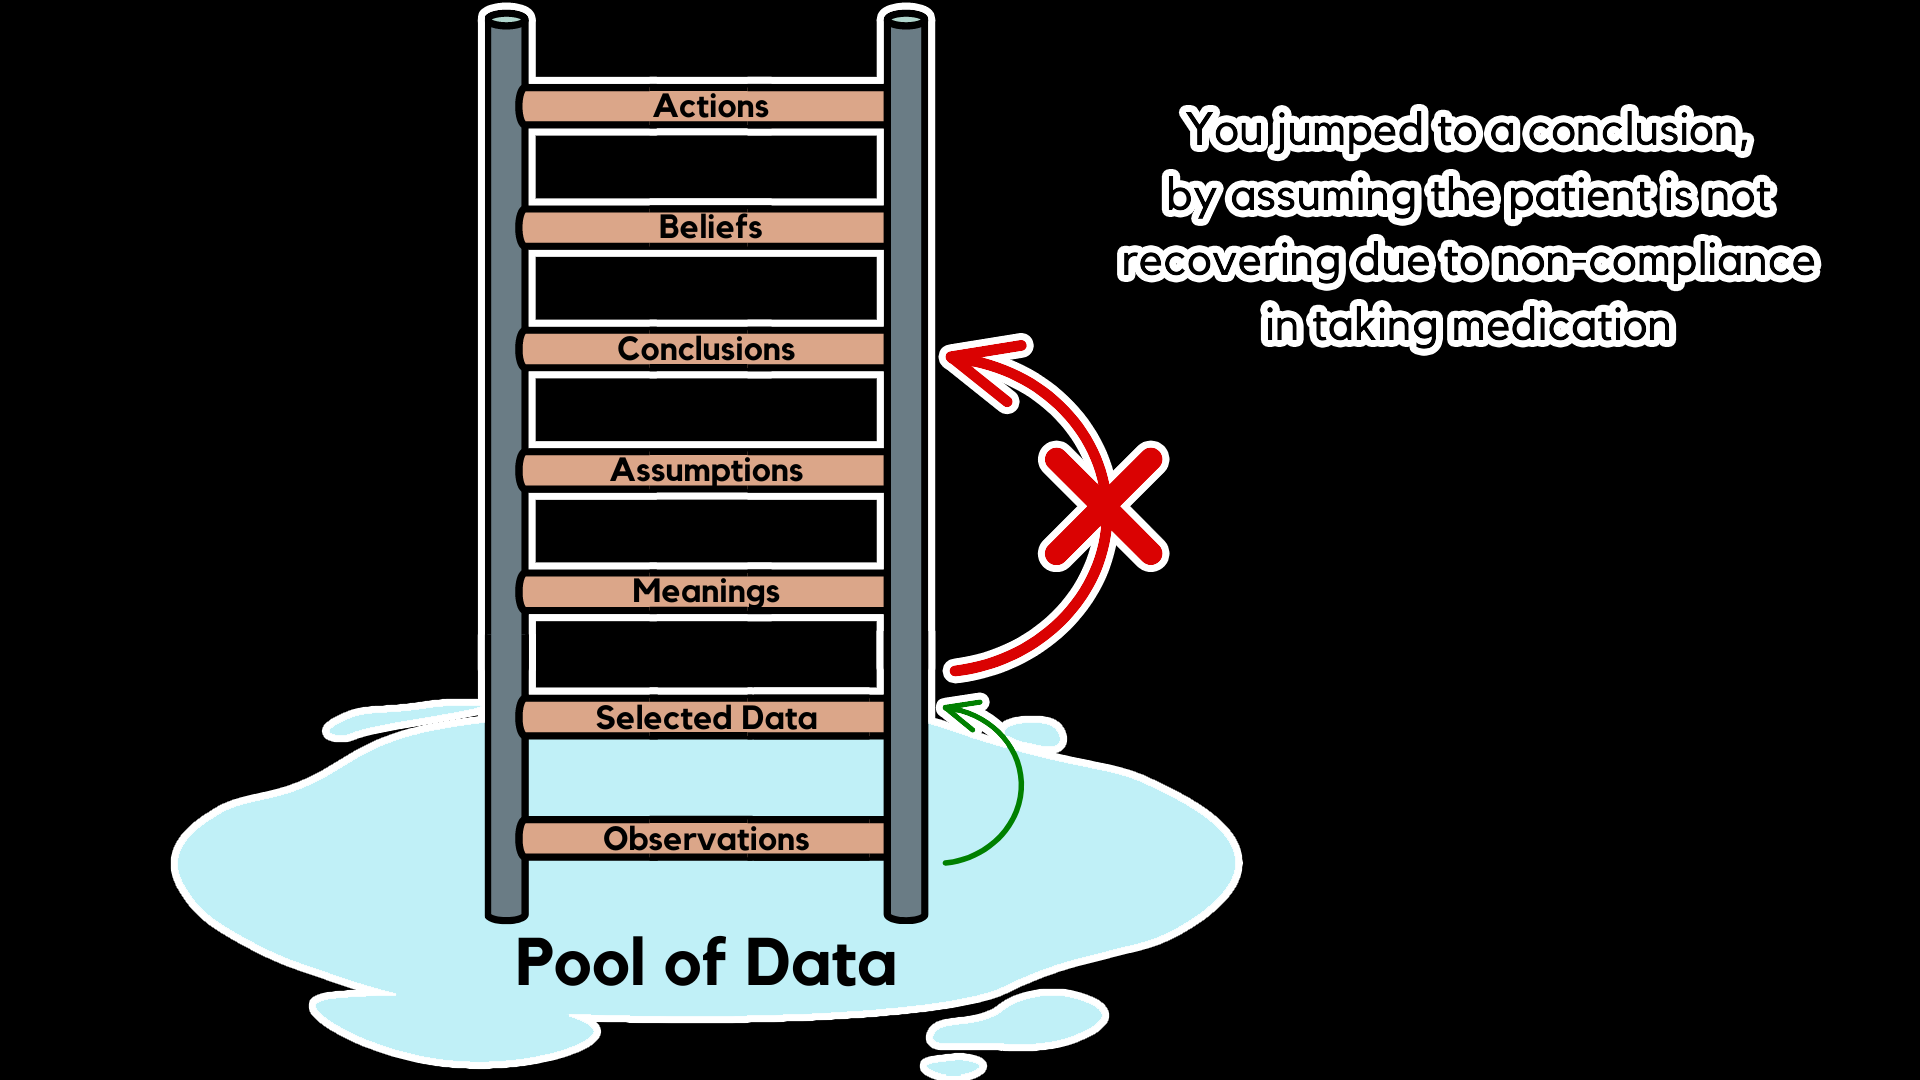 Actions
Beliefs
Conclusions
Assumptions
Meanings
Selected Data
Observations
Pool of Data
You jumped to a conclusion,
by assuming the patient is not
recovering due to non-compliance
in taking medication